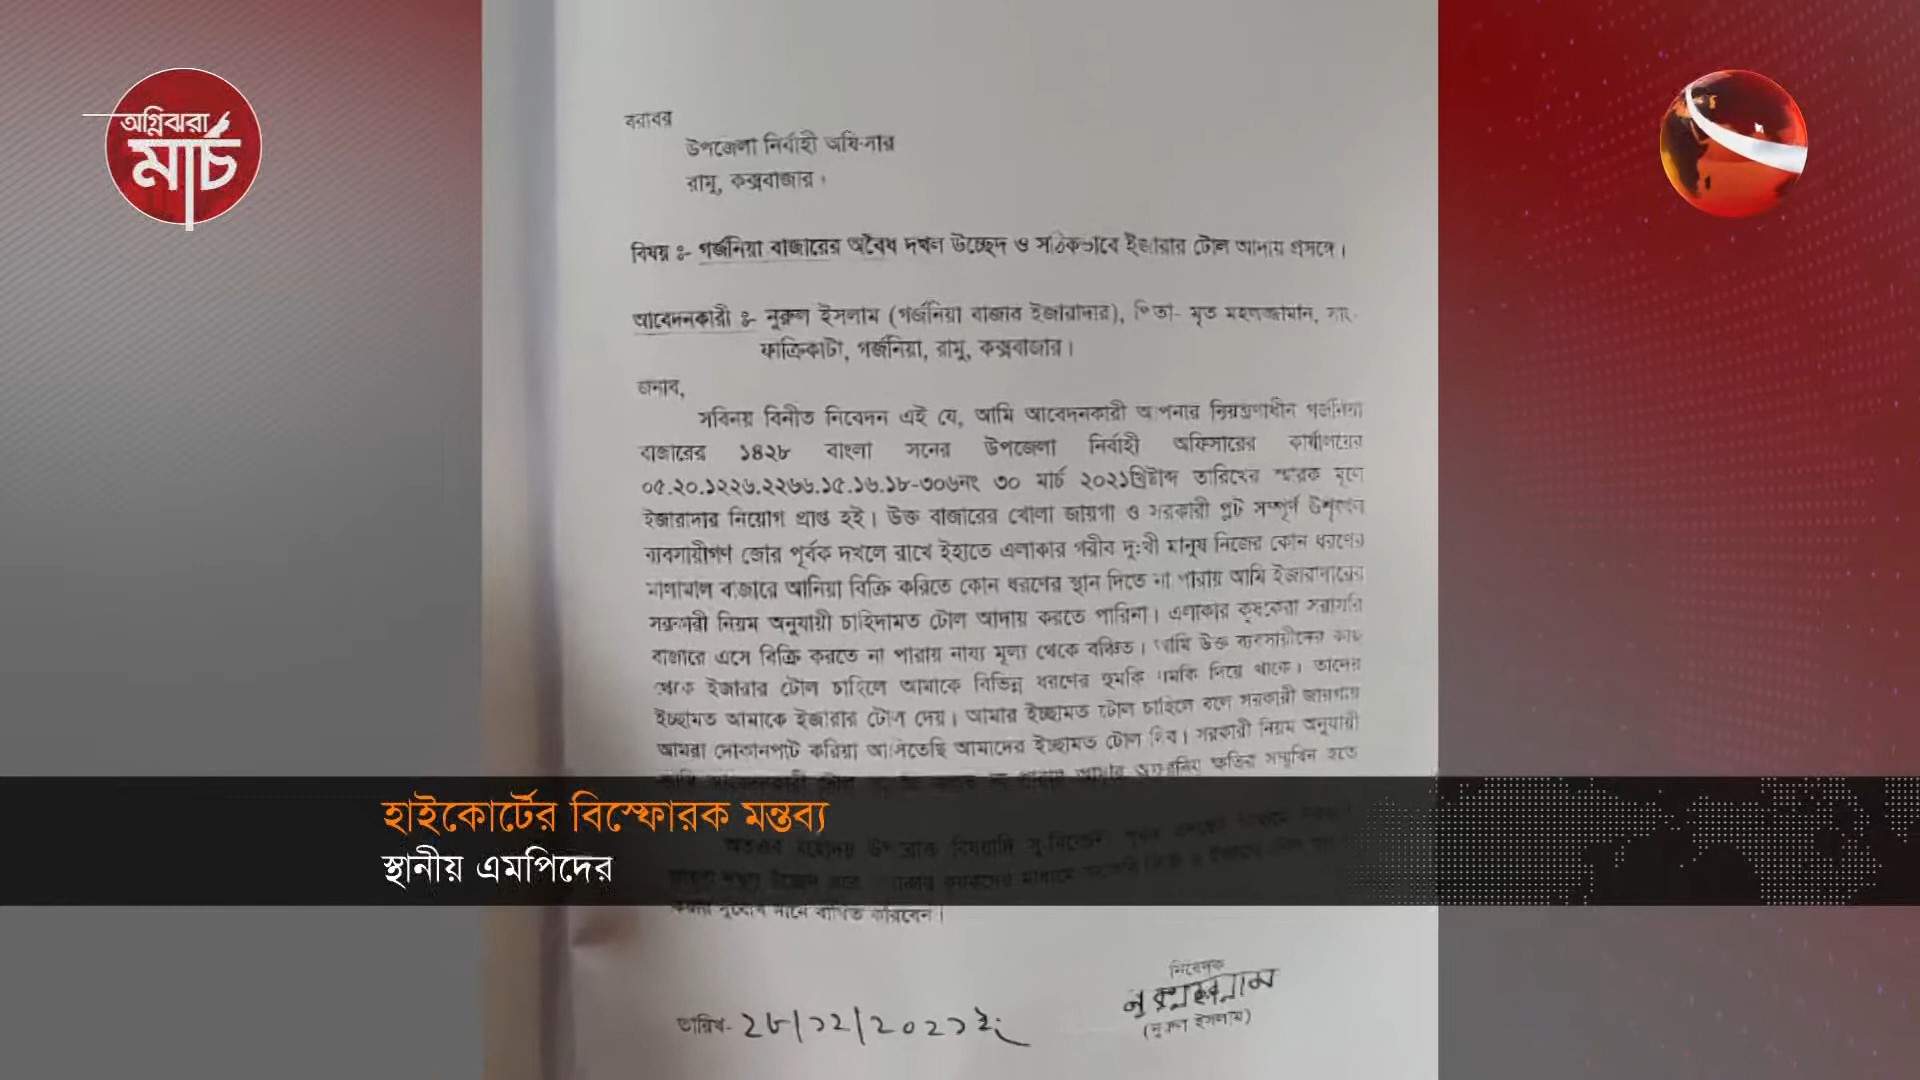 অগ্নিঝরা
মার্চ
বরাবর
উপজেলা নির্বাহী অফিসার
রামু, কক্সবাজার।
বিষয় ঃ- গর্জনিয়া বাজারের অবৈধ দখল উচ্ছেদ ও সঠিকভাবে ইজারার টোল আদায় প্রসঙ্গে।
আবেদনকারী ঃ- নুরুল ইসলাম (গর্জনিয়া বাজার ইজারাদার), পিতা- মৃত মহলজ্জামান, সাং-
ফাক্রিকাটা, গর্জনিয়া, রামু, কক্সবাজার।
জনাব,
সবিনয় বিনীত নিবেদন এই যে, আমি আবেদনকারী আপনার নিয়ন্ত্রণাধীন গর্জনিয়া
বাজারের ১৪২৮ বাংলা সনের উপজেলা নির্বাহী অফিসারের কার্যালয়ের
০৫.২০.১২২৬.২২৬৬.১৫.১৬.১৮-৩০৬নং ৩০ মার্চ ২০২১খ্রিষ্টাব্দ তারিখের স্মারক মূলে
ইজারাদার নিয়োগ প্রাপ্ত হই। উক্ত বাজারের খোলা জায়গা ও সরকারী প্লট সম্পূর্ণ উশৃংখল
ব্যবসায়ীগণ জোর পূর্বক দখলে রাখে ইহাতে এলাকার গরীব দুঃখী মানুষ নিজের কোন ধরণের
মালামাল বাজারে আনিয়া বিক্রি করিতে কোন ধরণের স্থান দিতে না পারায় আমি ইজারাদারের
সরকারী নিয়ম অনুযায়ী চাহিদামত টোল আদায় করতে পারিনা। এলাকার কৃষকেরা সরাসরি
বাজারে এসে বিক্রি করতে না পারায় নায্য মূল্য থেকে বঞ্চিত। আমি উক্ত ব্যবসায়ীদের কাছ
থেকে ইজারার টোল চাহিলে আমাকে বিভিন্ন ধরণের হুমকি ধামকি দিয়ে থাকে। তাদের
ইচ্ছামত আমাকে ইজারার টোল দেয়। আমার ইচ্ছামত টোল চাহিলে বলে সরকারী জায়গায়
আমরা দোকানপাট করিয়া আসিতেছি আমাদের ইচ্ছামত টোল দিব। সরকারী নিয়ম অনুযায়ী
ক্ষতির সম্মুখিন হতে
হাইকোর্টের বিস্ফোরক মন্তব্য
স্থানীয় এমপিদের
বাধিত করিবেন।
নিবেদক
নুরুল ইসলাম
(নুরুল ইসলাম)
তারিখ- ২৮/১২/২০২১ইং